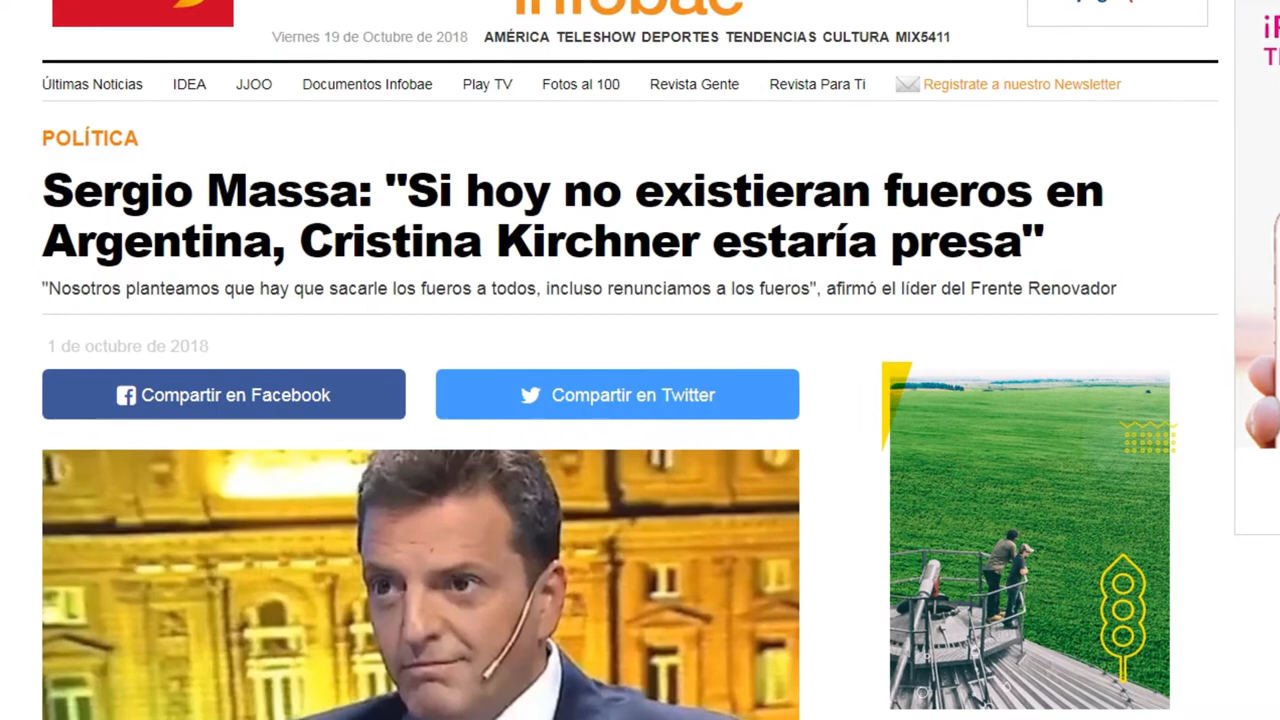 infobae
Viernes 19 de Octubre de 2018 AMÉRICA TELESHOW DEPORTES TENDENCIAS CULTURA MIX5411
Últimas Noticias IDEA JJOO Documentos Infobae Play TV Fotos al 100 Revista Gente Revista Para Ti Registrate a nuestro Newsletter
POLÍTICA
Sergio Massa: "Si hoy no existieran fueros en
Argentina, Cristina Kirchner estaría presa"
"Nosotros planteamos que hay que sacarle los fueros a todos, incluso renunciamos a los fueros", afirmó el líder del Frente Renovador
1 de octubre de 2018
Compartir en Facebook Compartir en Twitter